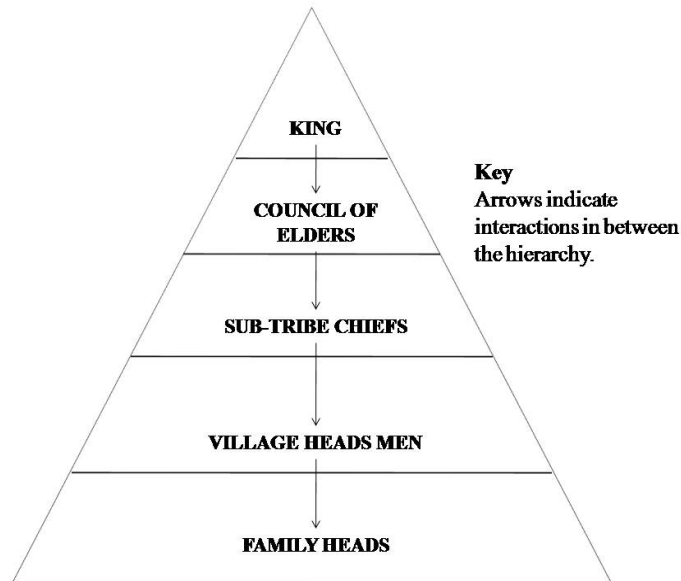 KING
COUNCIL OF
ELDERS
SUB-TRIBE CHIEFS
VILLAGE HEADS MEN
FAMILY HEADS
Key
Arrows indicate
interactions in between
the hierarchy.